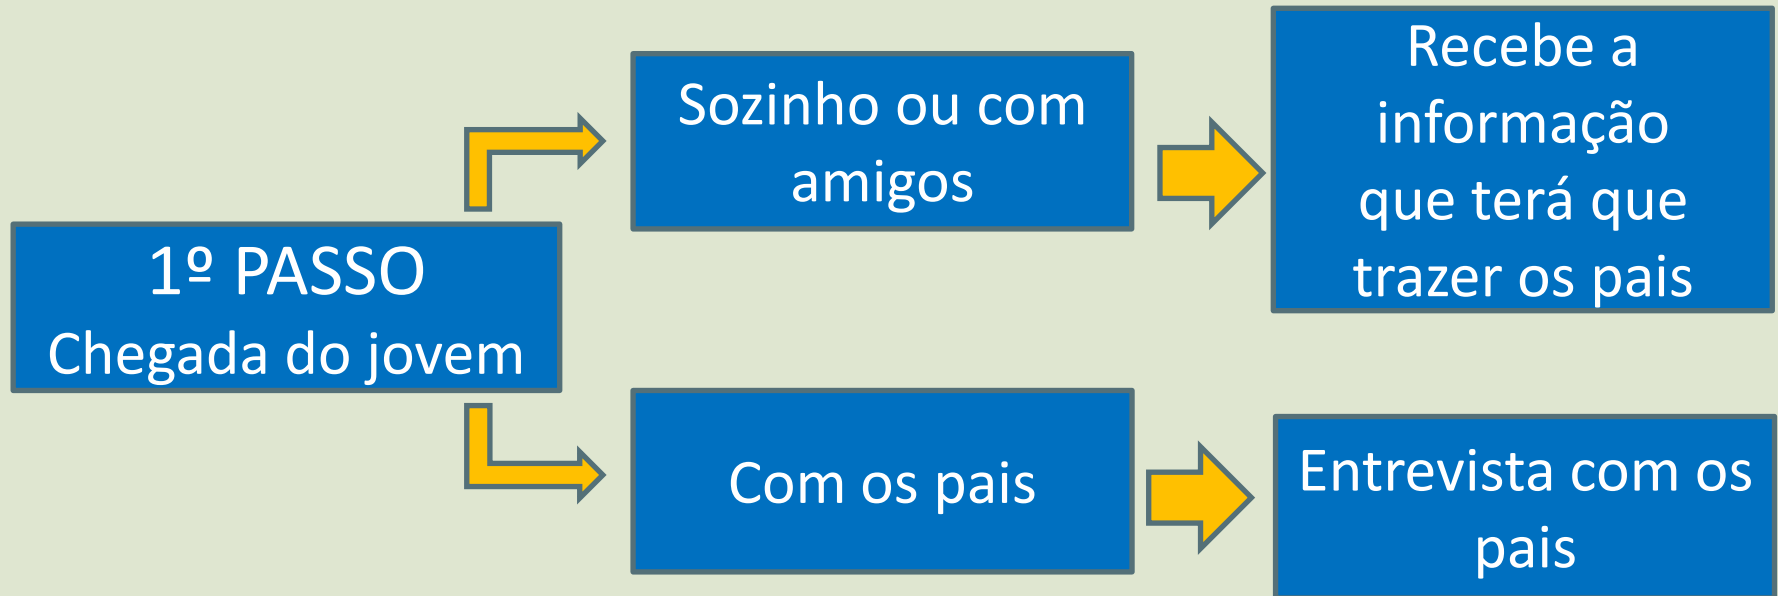 1º PASSO
Chegada do jovem
Sozinho ou com
amigos
Recebe a
informação
que terá que
trazer os pais
Com os pais
Entrevista com os
pais